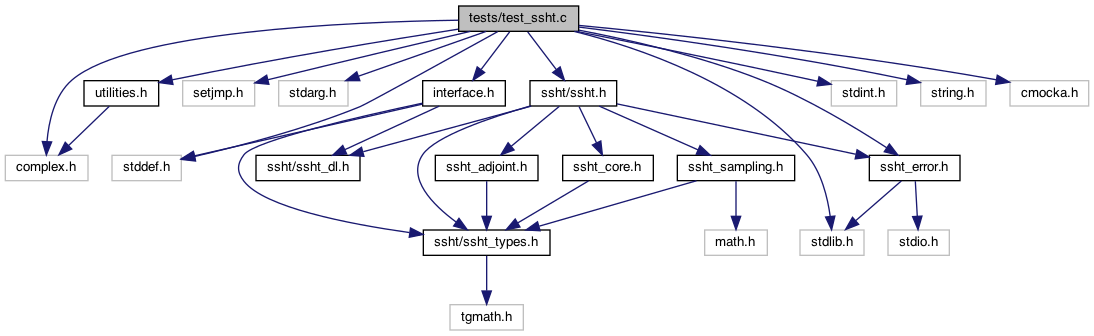 tests/test_ssht.c
utilities.h
setjmp.h
stdarg.h
interface.h
ssht/ssht.h
stdint.h
string.h
cmocka.h
complex.h
stddef.h
ssht/ssht_dl.h
ssht_adjoint.h
ssht_core.h
ssht_sampling.h
ssht_error.h
ssht/ssht_types.h
math.h
stdlib.h
stdio.h
tgmath.h